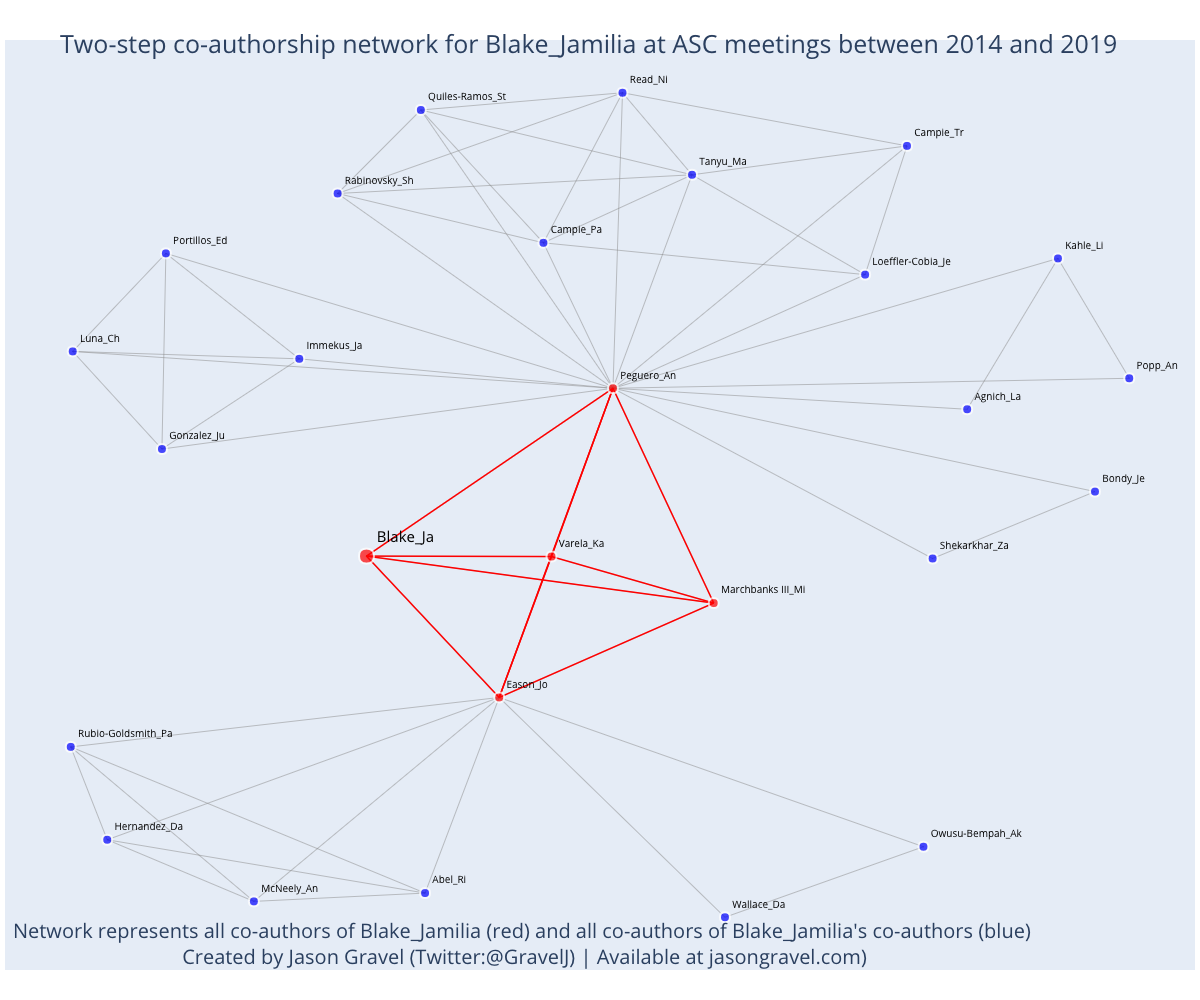 Two-step co-authorship network for Blake_Jamilia at ASC meetings between 2014 and 2019
Read_Ni
Quiles-Ramos_St
Campie_Tr
Tanyu_Ma
Rabinovsky_Sh
Campie_Pa
Portillos_Ed
Kahle_Li
Loeffler-Cobia_Je
Luna_Ch
Immekus_Ja
Popp_An
Peguero_An
Agnich_La
Gonzalez_Ju
Bondy_Je
Blake_Ja
Varela_Ka
Shekarkhar_Za
Marchbanks III_Mi
Eason_Jo
Rubio-Goldsmith_Pa
Hernandez_Da
Owusu-Bempah_Ak
Abel_Ri
McNeely_An
Wallace_Da
Network represents all co-authors of Blake_Jamilia (red) and all co-authors of Blake_Jamilia's co-authors (blue)
Created by Jason Gravel (Twitter:@GravelJ) | Available at jasongravel.com)